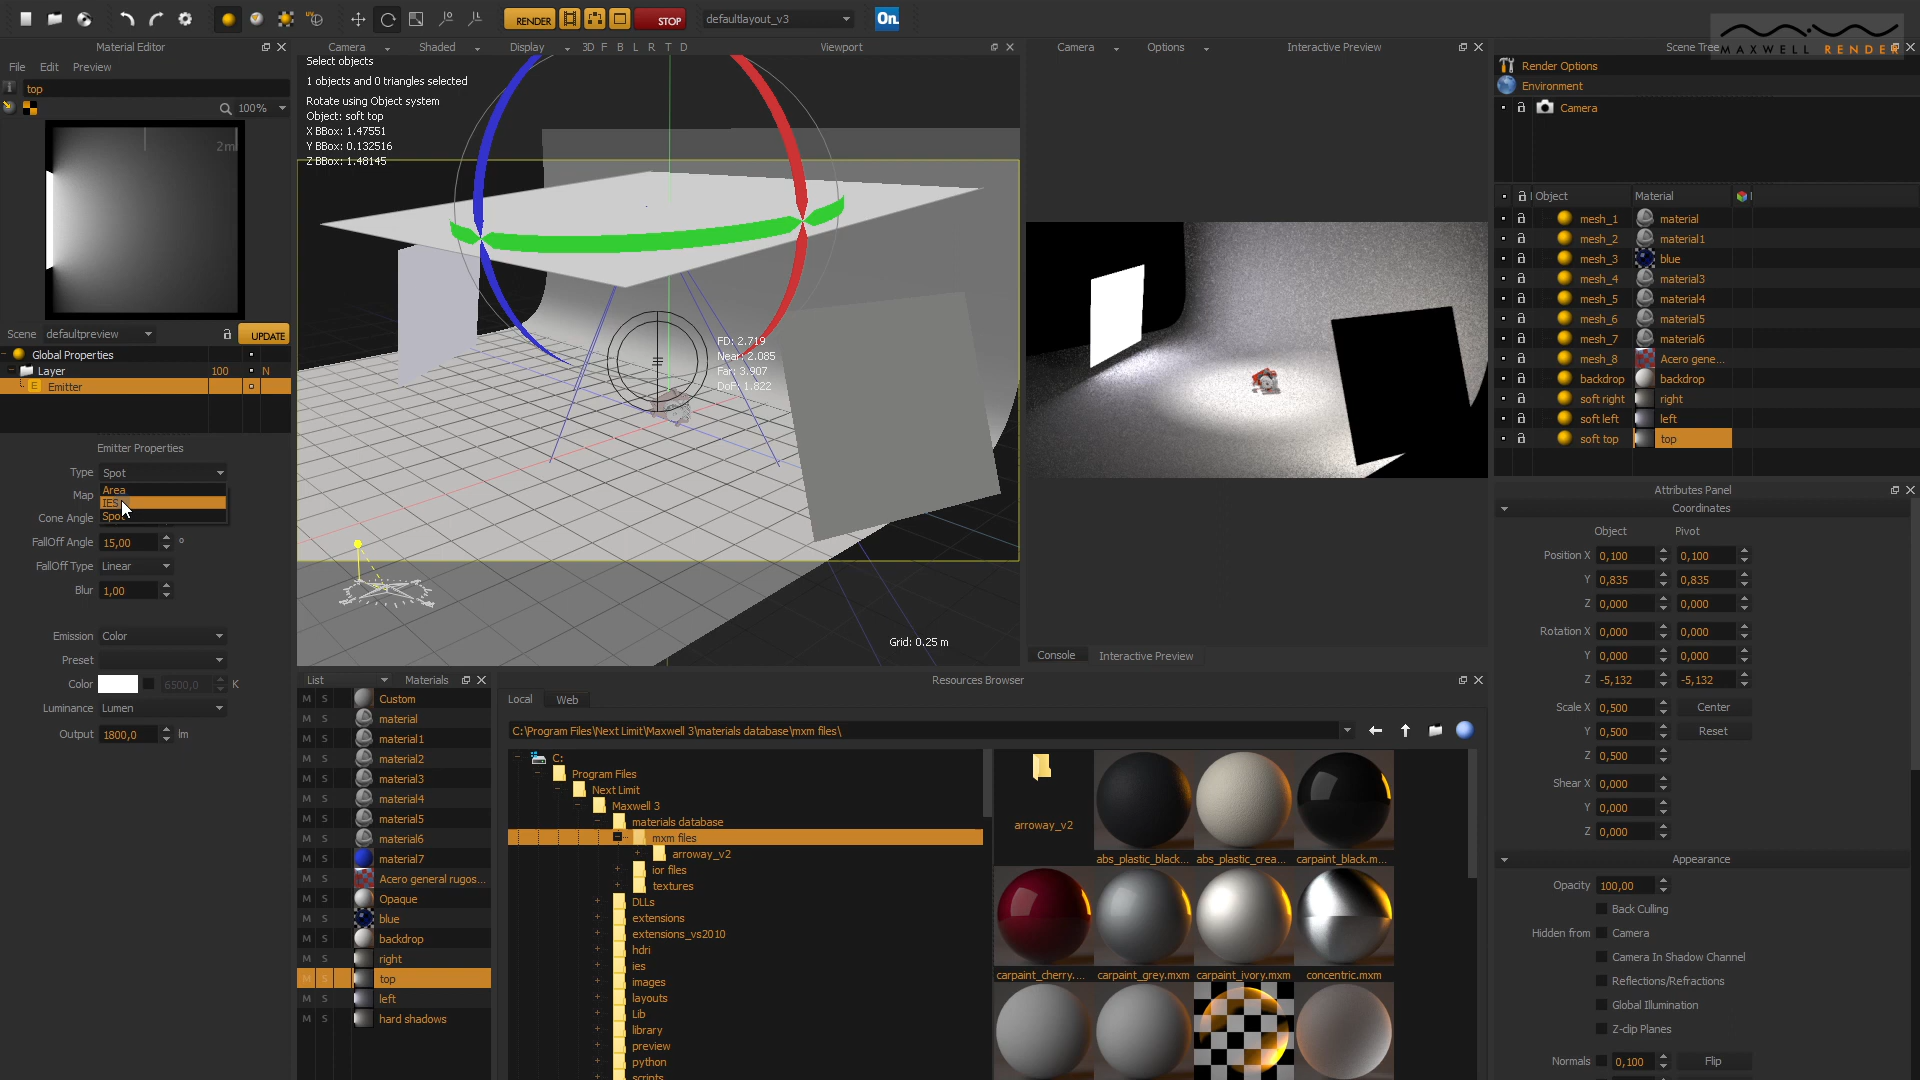 RENDER
STOP
defaultlayout_v3
On.
MAXWELL RENDER
Material Editor
File Edit Preview
top
100%
2m
Scene defaultpreview
UPDATE
Global Properties
Layer 100 N
E Emitter
Emitter Properties
Type Spot
Area
IES
Spot
Map
Cone Angle
FallOff Angle 15,00 °
FallOff Type Linear
Blur 1,00
Emission Color
Preset
Color 6500,0 K
Luminance Lumen
Output 1800,0 lm
Camera Shaded Display 3D F B L R T D Viewport
Select objects
1 objects and 0 triangles selected
Rotate using Object system
Object: soft top
X BBox: 1.47551
Y BBox: 0.132516
Z BBox: 1.48145
FD: 2.719
Near: 2.085
Far: 3.907
DoF: 1.822
Grid: 0.25 m
Camera Options Interactive Preview
Console Interactive Preview
List Materials
M S Custom
M S material
M S material1
M S material2
M S material3
M S material4
M S material5
M S material6
M S material7
M S Acero general rugos...
M S Opaque
M S blue
M S backdrop
M S right
M S top
M S left
M S hard shadows
Resources Browser
Local Web
C:\Program Files\Next Limit\Maxwell 3\materials database\mxm files\
C:
Program Files
Next Limit
Maxwell 3
materials database
mxm files
arroway_v2
ior files
textures
DLLs
extensions
extensions_vs2010
hdri
ies
images
layouts
Lib
library
preview
python
scripts
arroway_v2
abs_plastic_black... abs_plastic_crea... carpaint_black.m...
carpaint_cherry.... carpaint_grey.mxm carpaint_ivory.mxm concentric.mxm
Scene Tree
Render Options
Environment
Camera
Object Material
mesh_1 material
mesh_2 material1
mesh_3 blue
mesh_4 material3
mesh_5 material4
mesh_6 material5
mesh_7 material6
mesh_8 Acero gene...
backdrop backdrop
soft right right
soft left left
soft top top
Attributes Panel
Coordinates
Object Pivot
Position X 0,100 0,100
Y 0,835 0,835
Z 0,000 0,000
Rotation X 0,000 0,000
Y 0,000 0,000
Z -5,132 -5,132
Scale X 0,500 Center
Y 0,500 Reset
Z 0,500
Shear X 0,000
Y 0,000
Z 0,000
Appearance
Opacity 100,00
Back Culling
Hidden from Camera
Camera In Shadow Channel
Reflections/Refractions
Global Illumination
Z-clip Planes
Normals 0,100 Flip